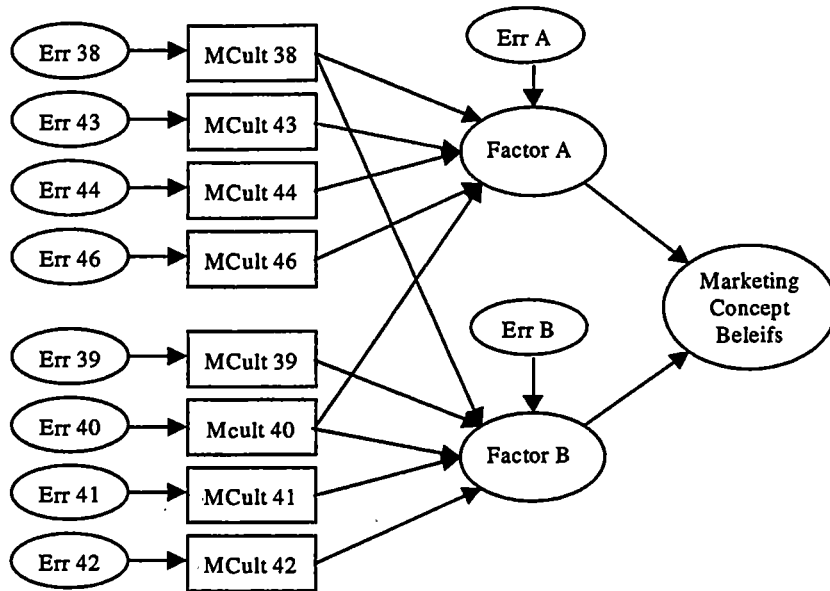 Err 38
MCult 38
Err A
Err 43
MCult 43
Factor A
Err 44
MCult 44
Err 46
MCult 46
Marketing
Concept
Beleifs
Err B
Err 39
MCult 39
Err 40
Mcult 40
Factor B
Err 41
MCult 41
Err 42
MCult 42